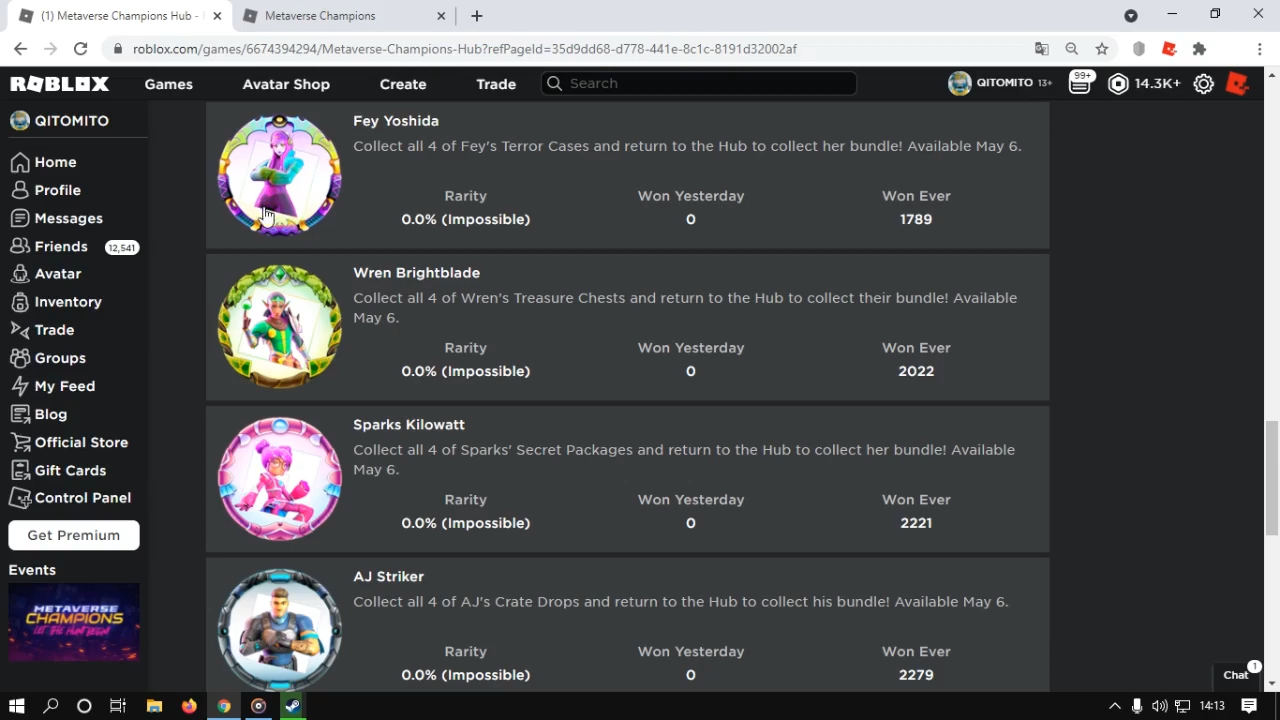 (1) Metaverse Champions Hub -
Metaverse Champions
roblox.com/games/6674394294/Metaverse-Champions-Hub?refPageId=35d9dd68-d778-441e-8c1c-8191d32002af
ROBLOX
Games
Avatar Shop
Create
Trade
Search
QITOMITO 13+
99+
14.3K+
QITOMITO
Home
Profile
Messages
Friends
12,541
Avatar
Inventory
Trade
Groups
My Feed
Blog
Official Store
Gift Cards
Control Panel
Get Premium
Events
METAVERSE
CHAMPIONS
LET THE HUNT BEGIN
Fey Yoshida
Collect all 4 of Fey's Terror Cases and return to the Hub to collect her bundle! Available May 6.
Rarity
Won Yesterday
Won Ever
0.0% (Impossible)
0
1789
Wren Brightblade
Collect all 4 of Wren's Treasure Chests and return to the Hub to collect their bundle! Available
May 6.
Rarity
Won Yesterday
Won Ever
0.0% (Impossible)
0
2022
Sparks Kilowatt
Collect all 4 of Sparks' Secret Packages and return to the Hub to collect her bundle! Available
May 6.
Rarity
Won Yesterday
Won Ever
0.0% (Impossible)
0
2221
AJ Striker
Collect all 4 of AJ's Crate Drops and return to the Hub to collect his bundle! Available May 6.
Rarity
Won Yesterday
Won Ever
0.0% (Impossible)
0
2279
Chat
1
14:13